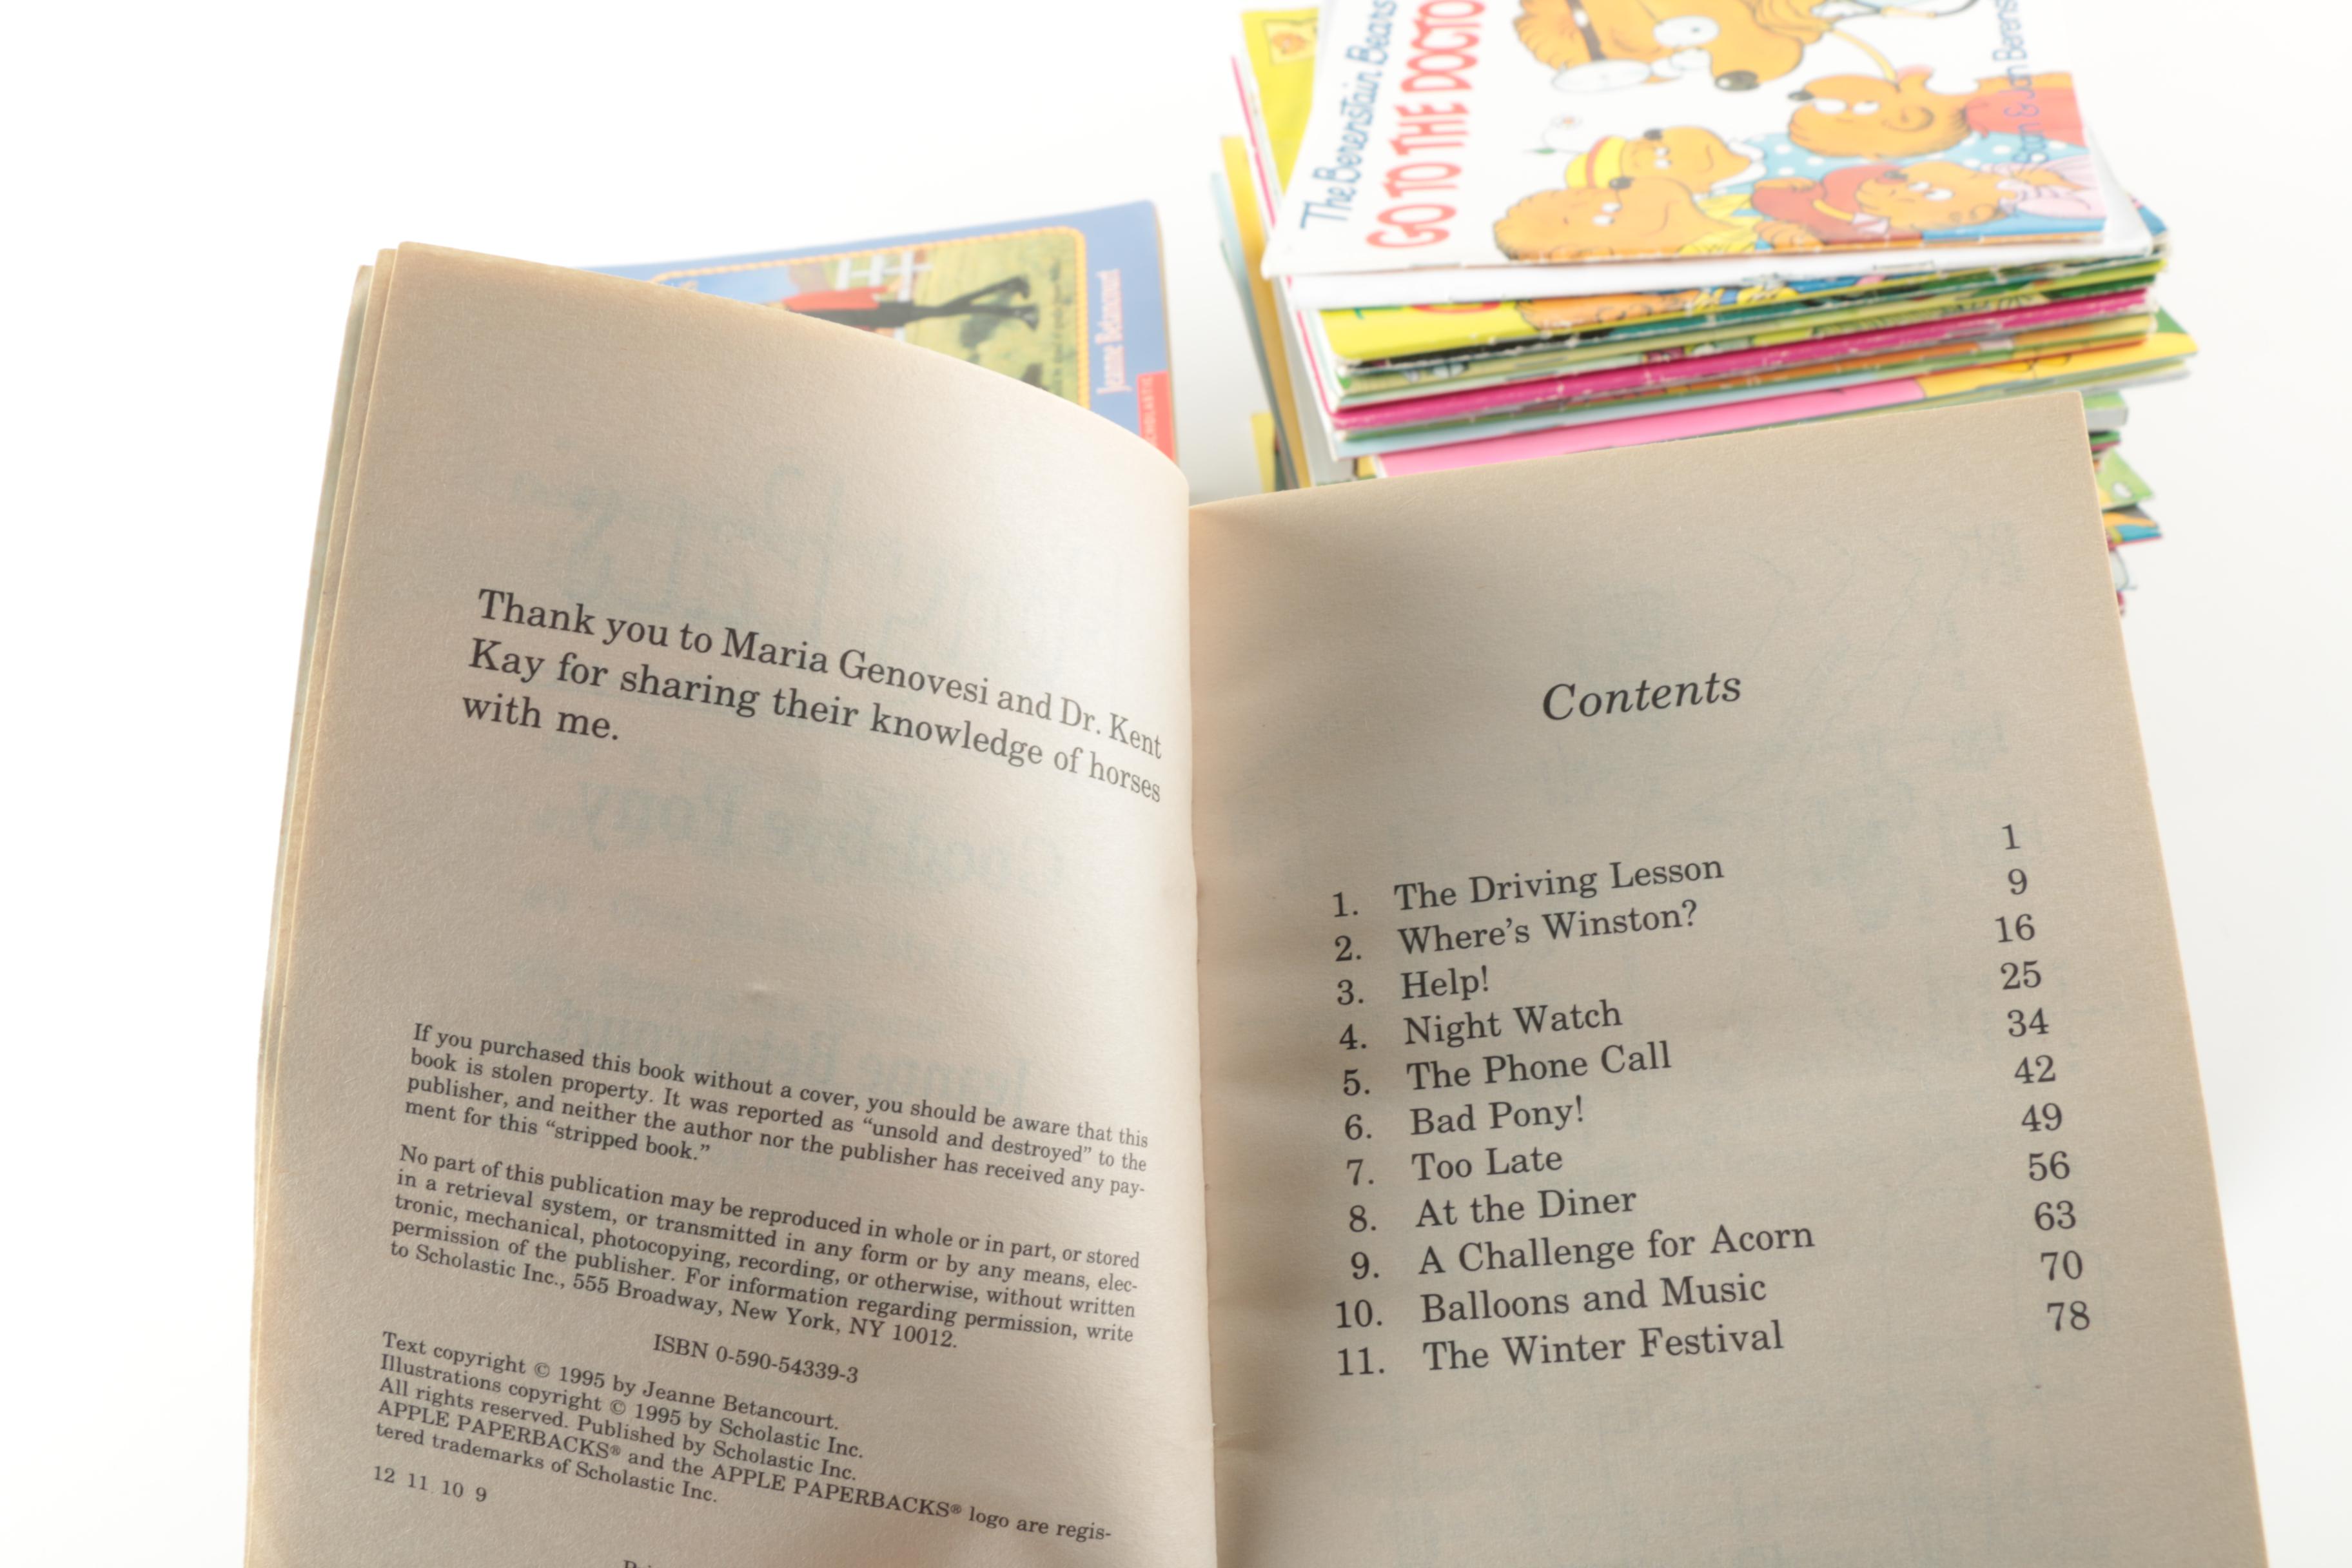 The Berenstain Bears
GO TO THE DOCTO
Stan & Jan Berens
Jeanne Betancourt
SCHOLASTIC
Thank you to Maria Genovesi and Dr. Kent
Kay for sharing their knowledge of horses
with me.
If you purchased this book without a cover, you should be aware that this
book is stolen property. It was reported as “unsold and destroyed” to the
publisher, and neither the author nor the publisher has received any pay-
ment for this “stripped book.”
No part of this publication may be reproduced in whole or in part, or stored
in a retrieval system, or transmitted in any form or by any means, elec-
tronic, mechanical, photocopying, recording, or otherwise, without written
permission of the publisher. For information regarding permission, write
to Scholastic Inc., 555 Broadway, New York, NY 10012.
ISBN 0-590-54339-3
Text copyright © 1995 by Jeanne Betancourt.
Illustrations copyright © 1995 by Scholastic Inc.
All rights reserved. Published by Scholastic Inc.
APPLE PAPERBACKS® and the APPLE PAPERBACKS® logo are regis-
tered trademarks of Scholastic Inc.
12 11 10 9
Contents
1. The Driving Lesson 1
2. Where’s Winston? 9
3. Help! 16
4. Night Watch 25
5. The Phone Call 34
6. Bad Pony! 42
7. Too Late 49
8. At the Diner 56
9. A Challenge for Acorn 63
10. Balloons and Music 70
11. The Winter Festival 78